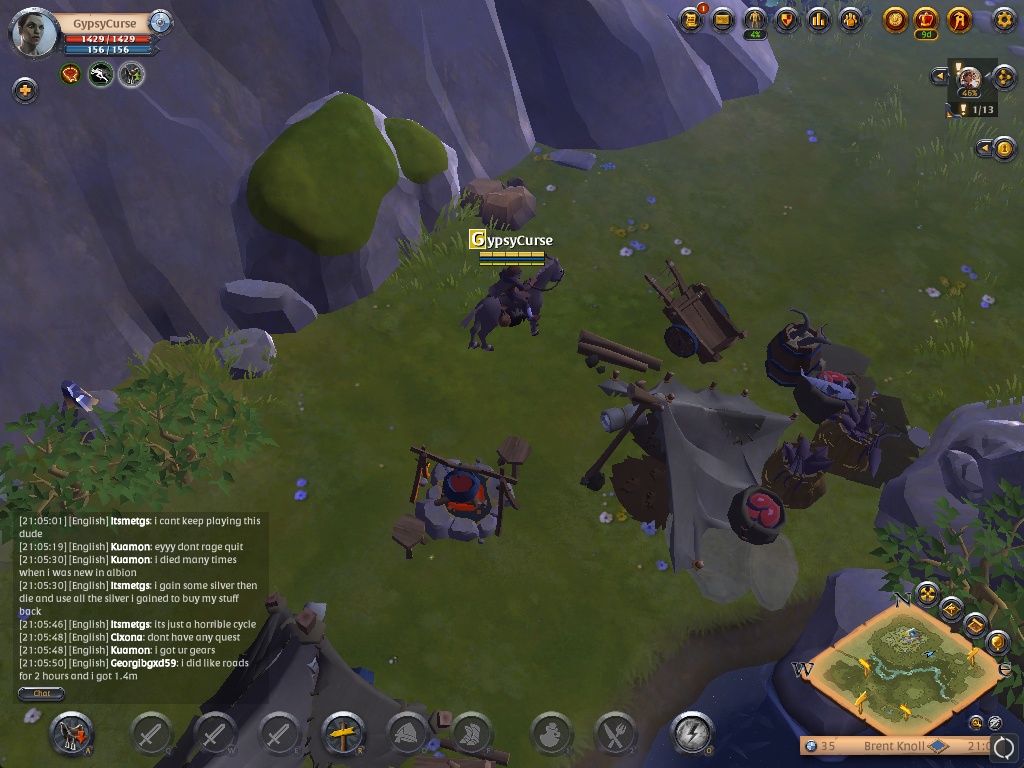 GypsyCurse
1429 / 1429
156 / 156
1
4%
9d
46%
1/13
1
GypsyCurse
[21:05:01] [English] Itsmetgs: i cant keep playing this
dude
[21:05:19] [English] Kuamon: eyyy dont rage quit
[21:05:30] [English] Kuamon: i died many times
when i was new in albion
[21:05:30] [English] Itsmetgs: i gain some silver then
die and use all the silver i gained to buy my stuff
back
[21:05:46] [English] Itsmetgs: Its just a horrible cycle
[21:05:48] [English] Cixona: dont have any quest
[21:05:48] [English] Kuamon: i got ur gears
[21:05:50] [English] Georgibgxd59: i did like roads
for 2 hours and i got 1.4m
Chat
A
Q
W
E
R
F
N
W
E
35 Brent Knoll 21:0